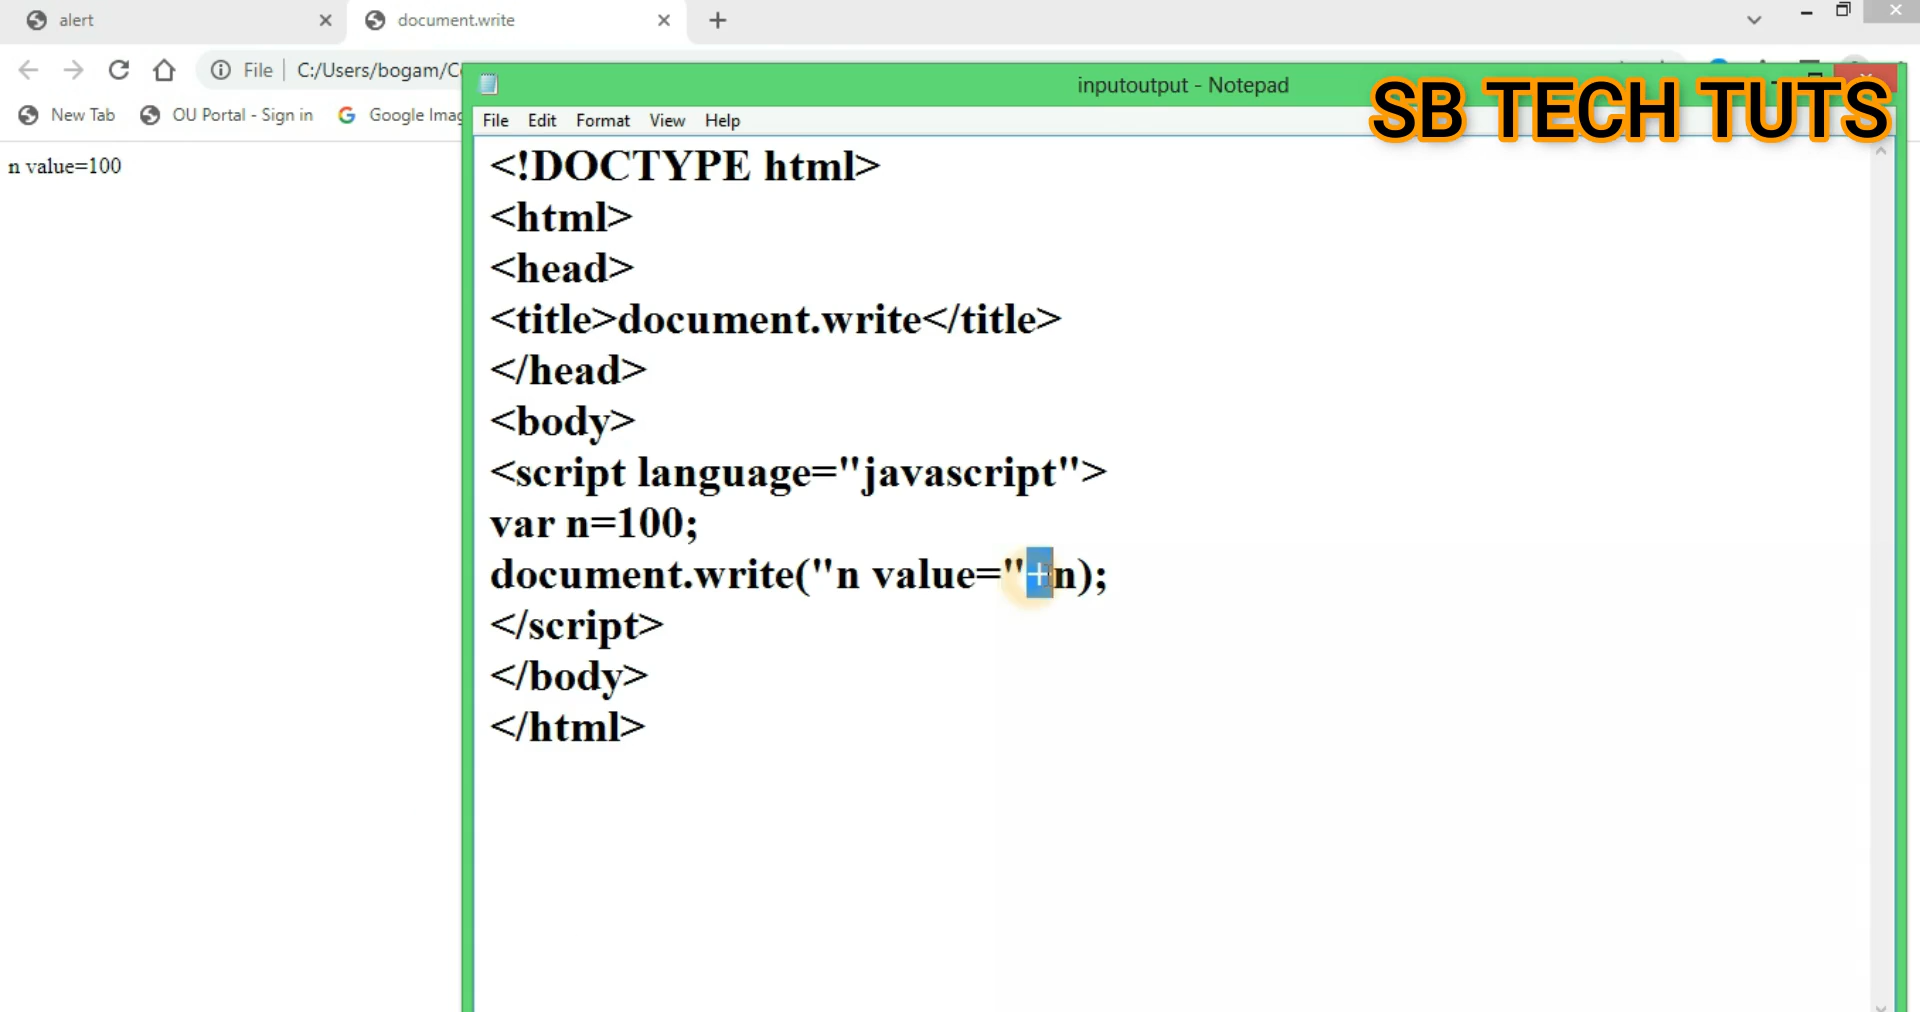 alert
document.write
File
C:/Users/bogam/C
New Tab
OU Portal - Sign in
Google Imag
n value=100
inputoutput - Notepad
SB TECH TUTS
File Edit Format View Help
<!DOCTYPE html>
<html>
<head>
<title>document.write</title>
</head>
<body>
<script language="javascript">
var n=100;
document.write("n value="+n);
</script>
</body>
</html>